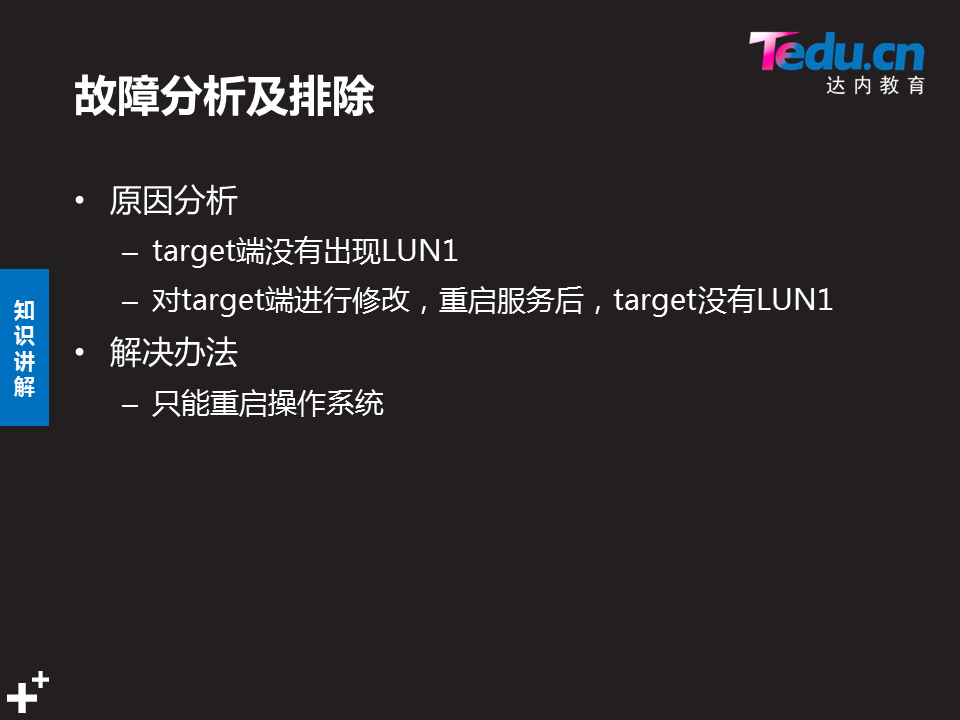 Tedu.cn
达内教育
故障分析及排除
• 原因分析
– target端没有出现LUN1
– 对target端进行修改，重启服务后，target没有LUN1
• 解决办法
– 只能重启操作系统
知
识
讲
解